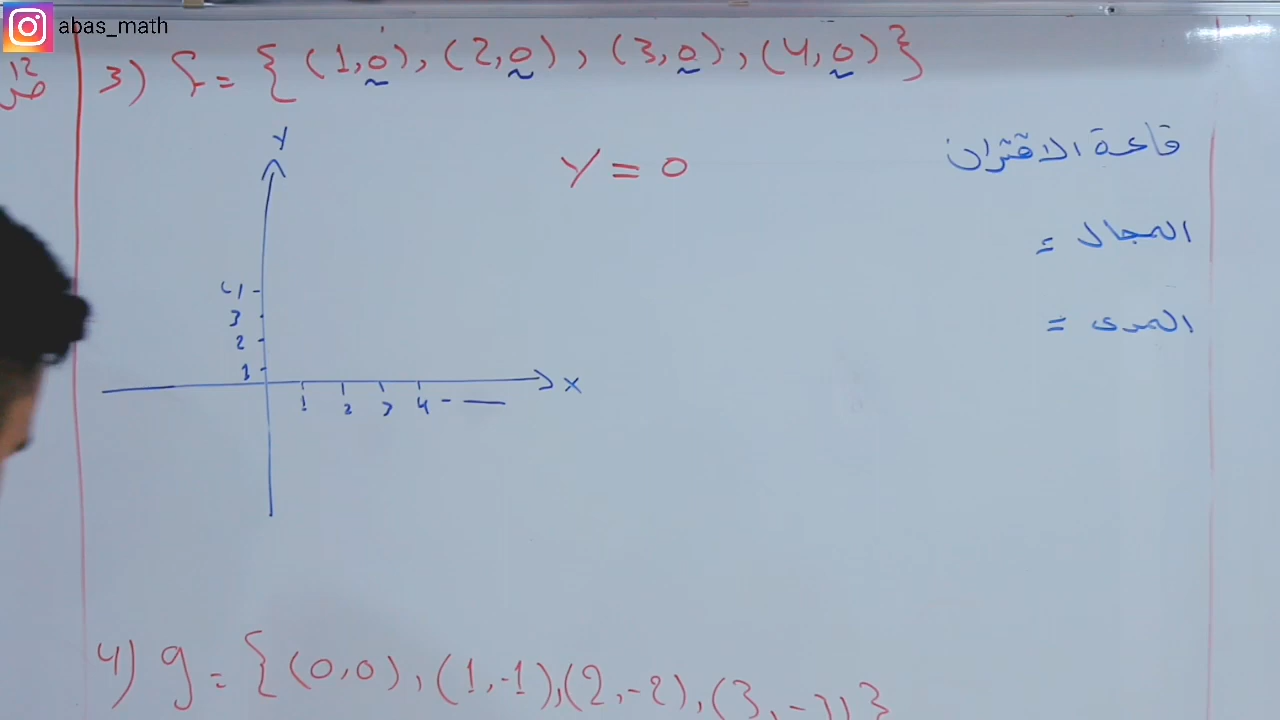 abas_math
ص ١٢
3) f = { (1,0), (2,0), (3,0), (4,0) }
Y
Y = 0
قاعدة الاقتران
المجال =
المدى =
4
3
2
1
X
1 2 3 4 - —
4) g = { (0,0), (1,-1), (2,-2), (3,-3) }